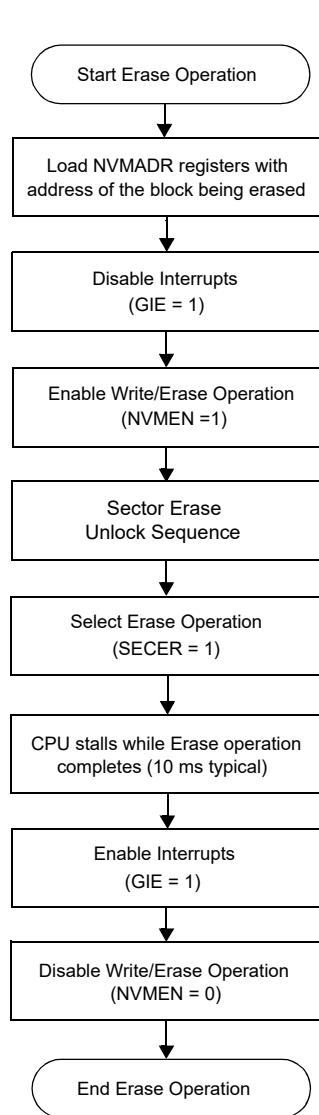 Start Erase Operation
Load NVMADR registers with
address of the block being erased
Disable Interrupts
(GIE = 1)
Enable Write/Erase Operation
(NVMEN =1)
Sector Erase
Unlock Sequence
Select Erase Operation
(SECER = 1)
CPU stalls while Erase operation
completes (10 ms typical)
Enable Interrupts
(GIE = 1)
Disable Write/Erase Operation
(NVMEN = 0)
End Erase Operation